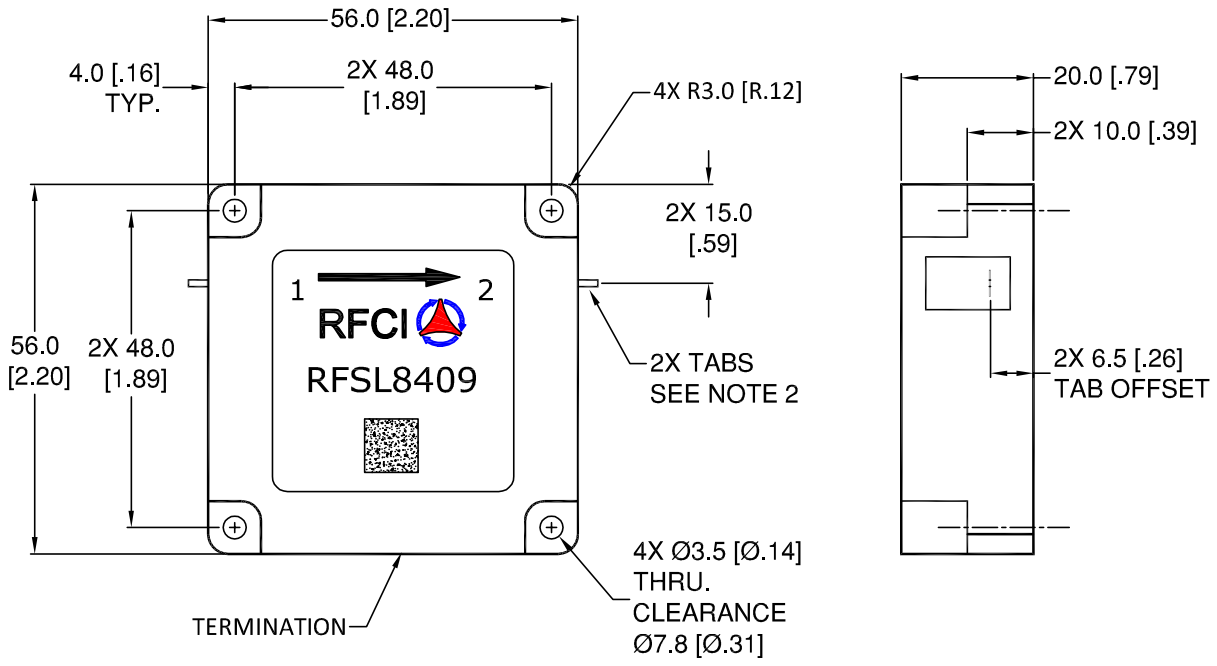 56.0 [2.20]
4.0 [.16]
TYP.
2X 48.0
[1.89]
4X R3.0 [R.12]
20.0 [.79]
2X 10.0 [.39]
2X 15.0
[.59]
1
2
RFCI
RFSL8409
56.0
[2.20]
2X 48.0
[1.89]
2X TABS
SEE NOTE 2
2X 6.5 [.26]
TAB OFFSET
4X Ø3.5 [Ø.14]
THRU.
CLEARANCE
Ø7.8 [Ø.31]
TERMINATION